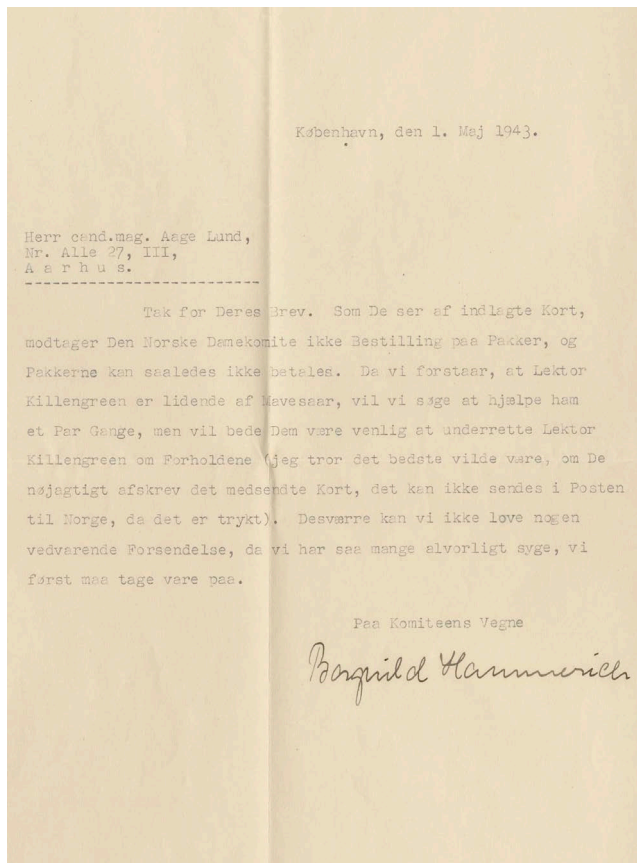 København, den 1. Maj 1943.
Herr cand.mag. Aage Lund,
Nr. Alle 27, III,
A a r h u s.
Tak for Deres Brev. Som De ser af indlagte Kort,
modtager Den Norske Damekomite ikke Bestilling paa Pakker, og
Pakkerne kan saaledes ikke betales. Da vi forstaar, at Lektor
Killengreen er lidende af Mavesaar, vil vi søge at hjælpe ham
et Par Gange, men vil bede Dem være venlig at underrette Lektor
Killengreen om Forholdene (jeg tror det bedste vilde være, om De
nøjagtigt afskrev det medsendte Kort, det kan ikke sendes i Posten
til Norge, da det er trykt). Desværre kan vi ikke love nogen
vedvarende Forsendelse, da vi har saa mange alvorligt syge, vi
først maa tage vare paa.
Paa Komiteens Vegne
Borghild Hammerich